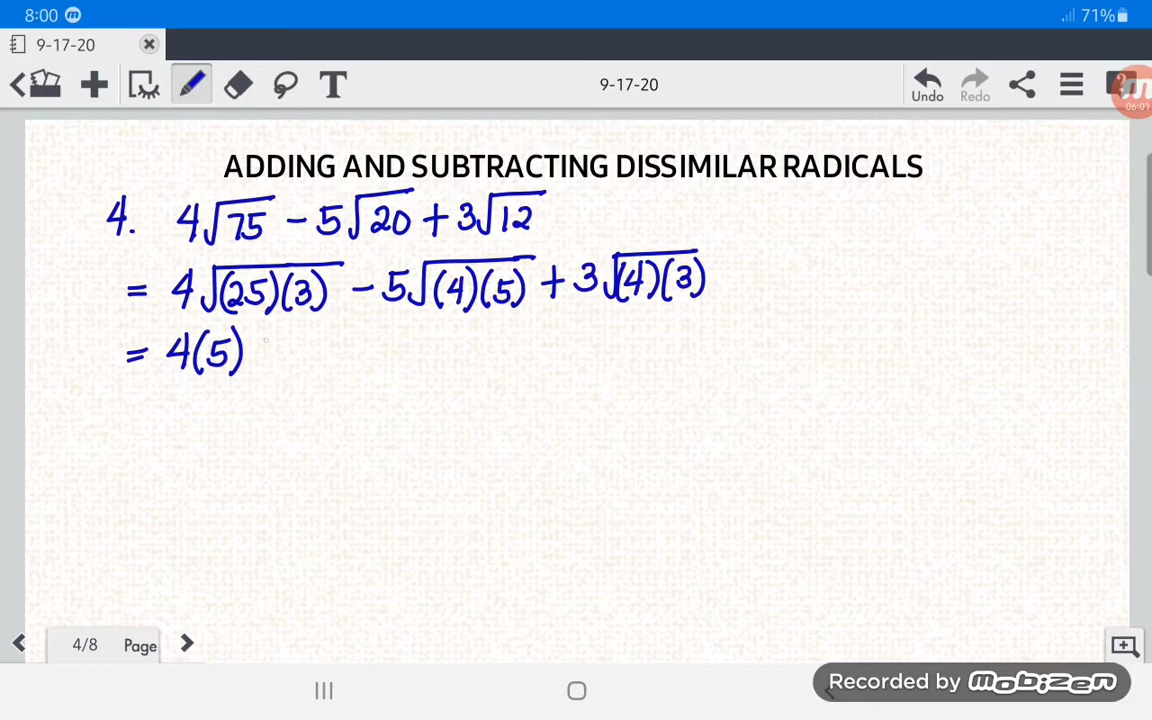 8:00 m 71%
9-17-20
T 9-17-20 Undo Redo
06:01
ADDING AND SUBTRACTING DISSIMILAR RADICALS
4. 4√75 - 5√20 + 3√12
= 4√(25)(3) - 5√(4)(5) + 3√(4)(3)
= 4(5)
4/8 Page
Recorded by mobizen